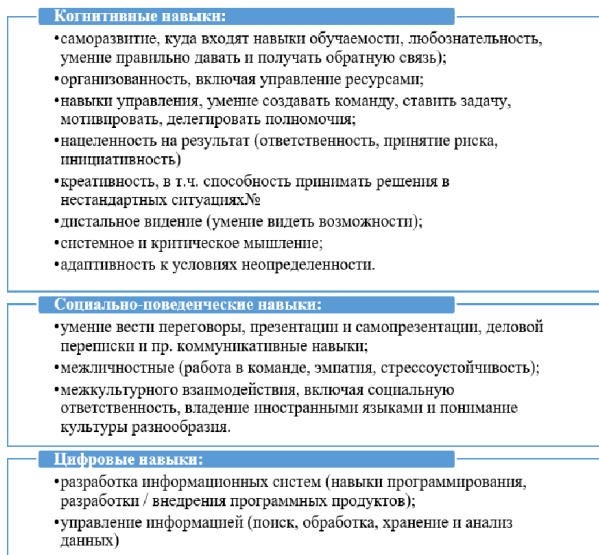 Когнитивные навыки:
•саморазвитие, куда входят навыки обучаемости, любознательность,
умение правильно давать и получать обратную связь);
•организованность, включая управление ресурсами;
•навыки управления, умение создавать команду, ставить задачу,
мотивировать, делегировать полномочия;
•нацеленность на результат (ответственность, принятие риска,
инициативность)
•креативность, в т.ч. способность принимать решения в
нестандартных ситуациях№
•дистальное видение (умение видеть возможности);
•системное и критическое мышление;
•адаптивность к условиях неопределенности.
Социально-поведенческие навыки:
•умение вести переговоры, презентации и самопрезентации, деловой
переписки и пр. коммуникативные навыки;
•межличностные (работа в команде, эмпатия, стрессоустойчивость);
•межкультурного взаимодействия, включая социальную
ответственность, владение иностранными языками и понимание
культуры разнообразия.
Цифровые навыки:
•разработка информационных систем (навыки программирования,
разработки / внедрения программных продуктов);
•управление информацией (поиск, обработка, хранение и анализ
данных)